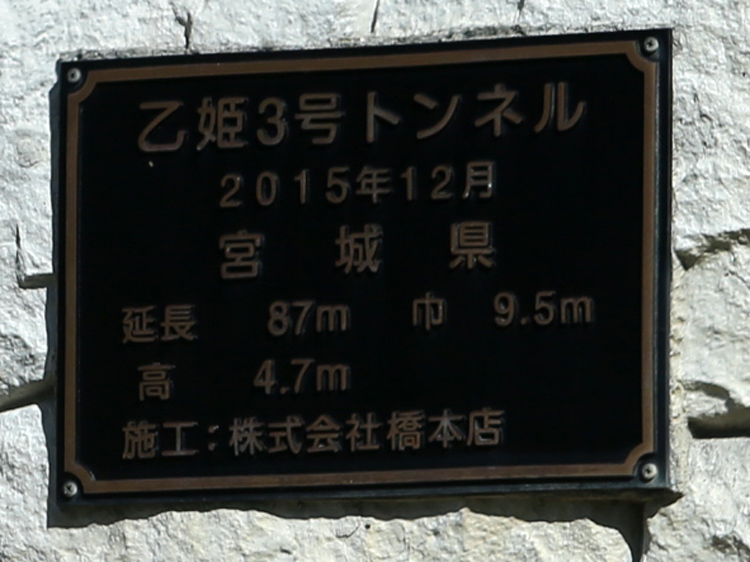 乙姫3号トンネル
2015年12月
宮城県
延長 87m 巾 9.5m
高 4.7m
施工:株式会社橋本店